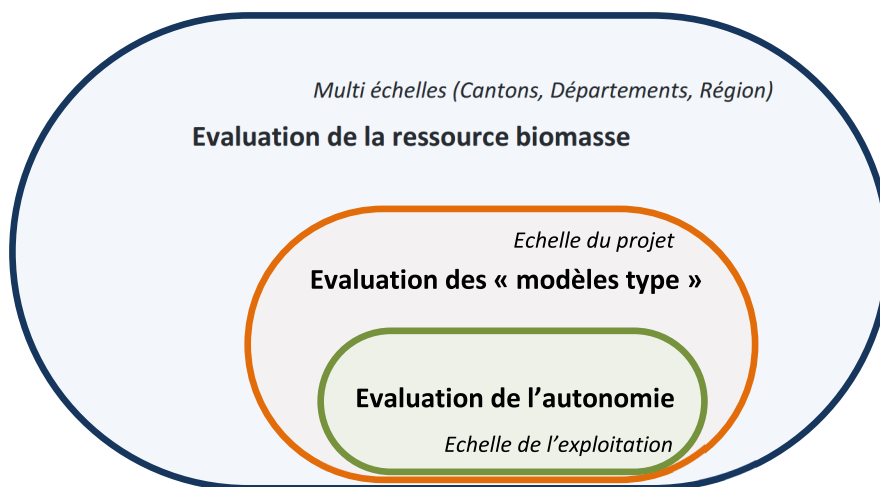 Multi échelles (Cantons, Départements, Région)
Evaluation de la ressource biomasse
Echelle du projet
Evaluation des « modèles type »
Evaluation de l’autonomie
Echelle de l’exploitation